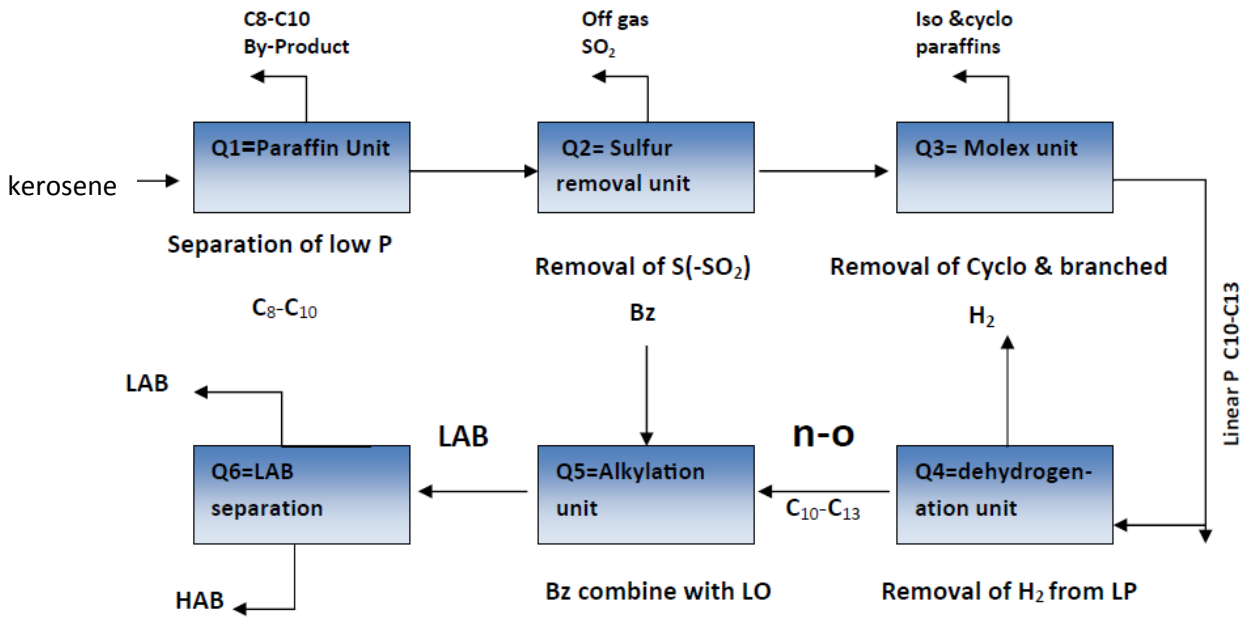 C8-C10
By-Product
Off gas
SO₂
Iso &cyclo
paraffins
kerosene
Q1=Paraffin Unit
Q2= Sulfur
removal unit
Q3= Molex unit
Separation of low P
Removal of S(-SO₂)
Removal of Cyclo & branched
C₈-C₁₀
Bz
H₂
Linear P C10-C13
LAB
LAB
n-o
Q6=LAB
separation
Q5=Alkylation
unit
C₁₀-C₁₃
Q4=dehydrogen-
ation unit
HAB
Bz combine with LO
Removal of H₂ from LP